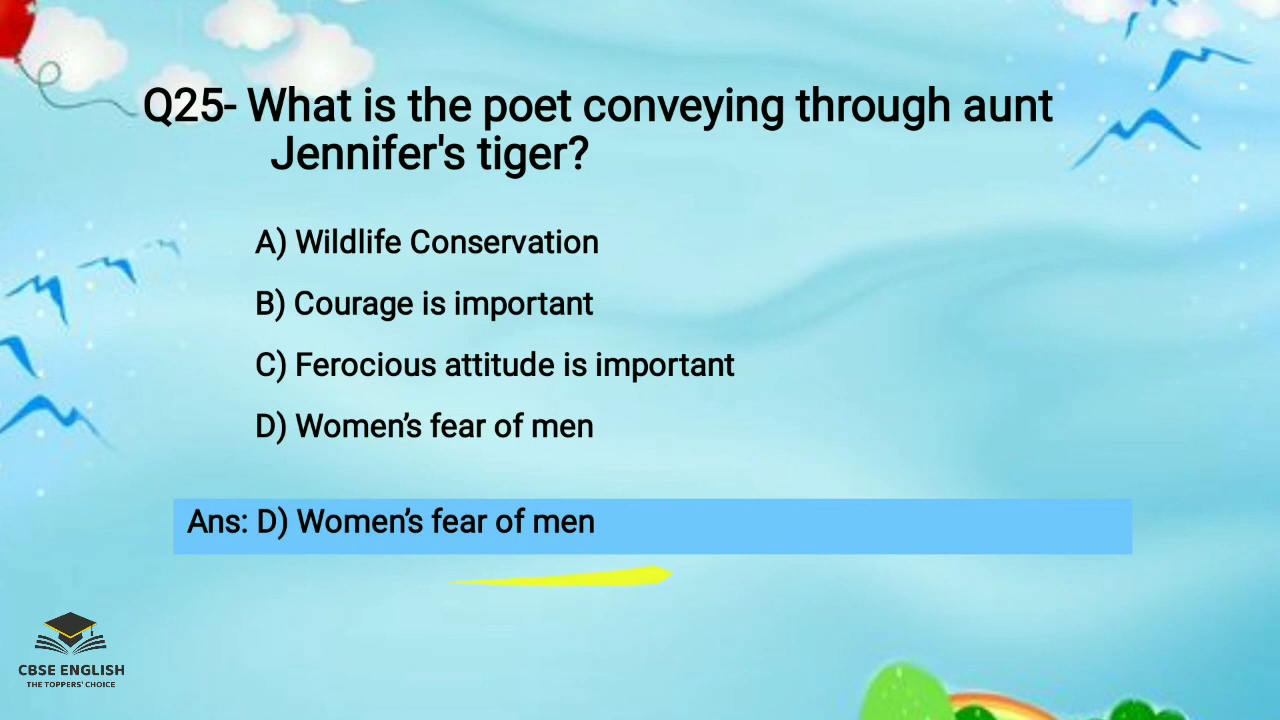 Q25- What is the poet conveying through aunt
Jennifer's tiger?
A) Wildlife Conservation
B) Courage is important
C) Ferocious attitude is important
D) Women’s fear of men
Ans: D) Women’s fear of men
CBSE ENGLISH
THE TOPPERS' CHOICE